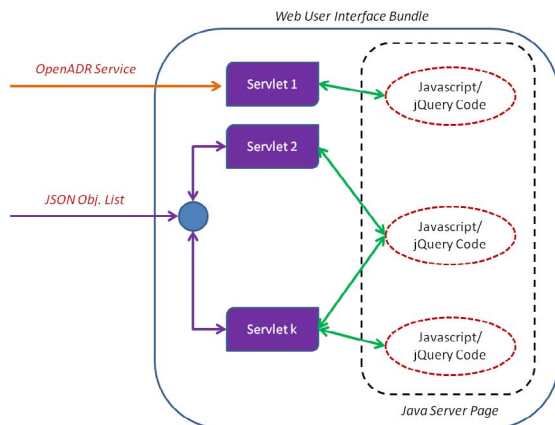 Web User Interface Bundle
OpenADR Service
Servlet 1
Javascript/
jQuery Code
Servlet 2
JSON Obj. List
Javascript/
jQuery Code
Servlet k
Javascript/
jQuery Code
Java Server Page